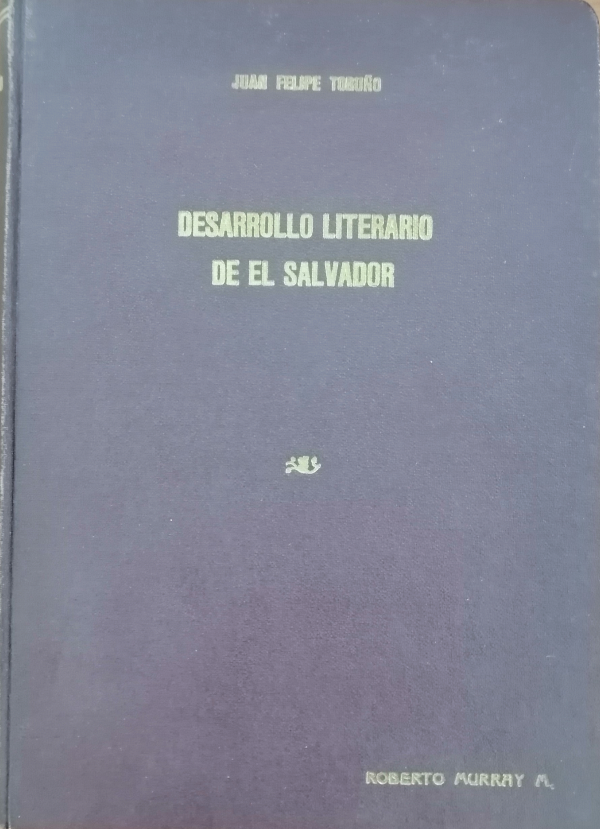 JUAN FELIPE TORUÑO
DESARROLLO LITERARIO
DE EL SALVADOR
ROBERTO MURRAY M.